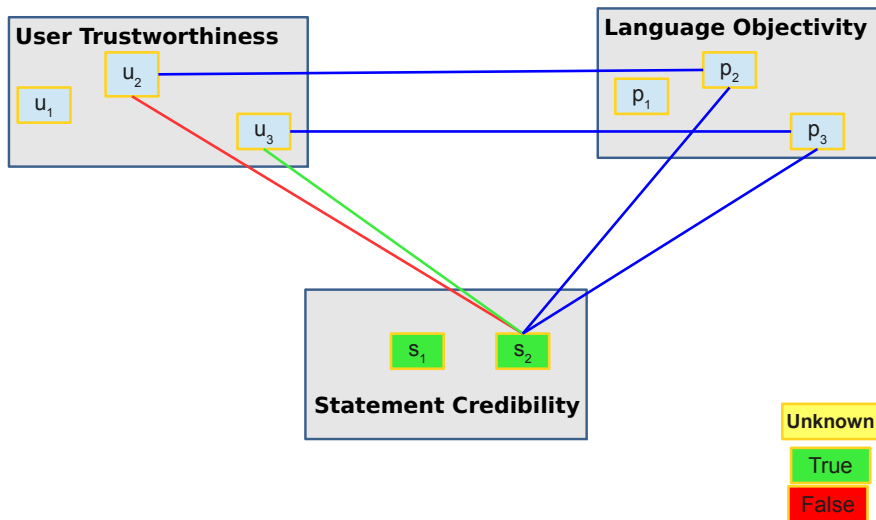 User Trustworthiness
u2
u1
u3
Language Objectivity
p2
p1
p3
s1
s2
Statement Credibility
Unknown
True
False